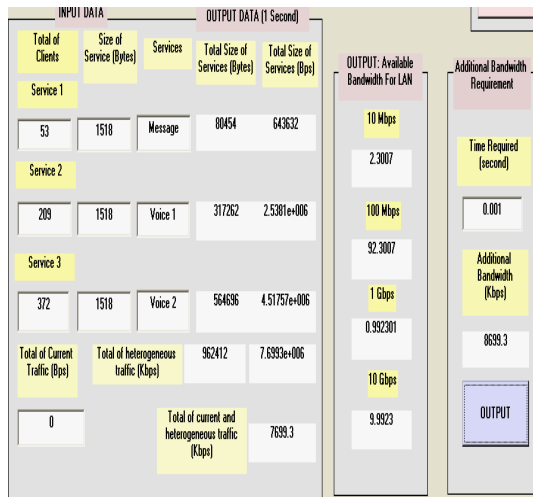 INPUT DATA
OUTPUT DATA (1 Second)
Total of
Clients
Size of
Service (Bytes)
Services
Total Size of
Services (Bytes)
Total Size of
Services (Bps)
Service 1
53
1518
Message
80454
643632
Service 2
209
1518
Voice 1
317262
2.5381e+006
Service 3
372
1518
Voice 2
564696
4.51757e+006
Total of Current
Traffic (Bps)
Total of heterogeneous
traffic (Kbps)
962412
7.6993e+006
0
Total of current and
heterogeneous traffic
(Kbps)
7699.3
OUTPUT: Available
Bandwidth For LAN
10 Mbps
2.3007
100 Mbps
92.3007
1 Gbps
0.992301
10 Gbps
9.9923
Additional Bandwidth
Requirement
Time Required
(second)
0.001
Additional
Bandwidth
(Kbps)
8699.3
OUTPUT